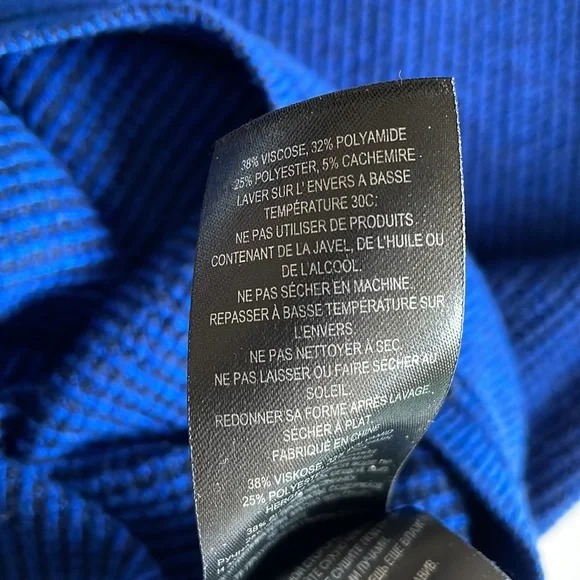 38% VISCOSE, 32% POLYAMIDE
25% POLYESTER, 5% CACHEMIRE
LAVER SUR L' ENVERS A BASSE
TEMPÉRATURE 30C:
NE PAS UTILISER DE PRODUITS
CONTENANT DE LA JAVEL, DE L'HUILE OU
DE L'ALCOOL.
NE PAS SÉCHER EN MACHINE.
REPASSER À BASSE TEMPÉRATURE SUR
L'ENVERS.
NE PAS NETTOYER À SEC.
NE PAS LAISSER OU FAIRE SÉCHER AU
SOLEIL.
REDONNER SA FORME APRÈS LAVAGE.
SÉCHER À PLAT.
FABRIQUÉ EN CHINE
38% VISKOSE,
25% POLYESTER